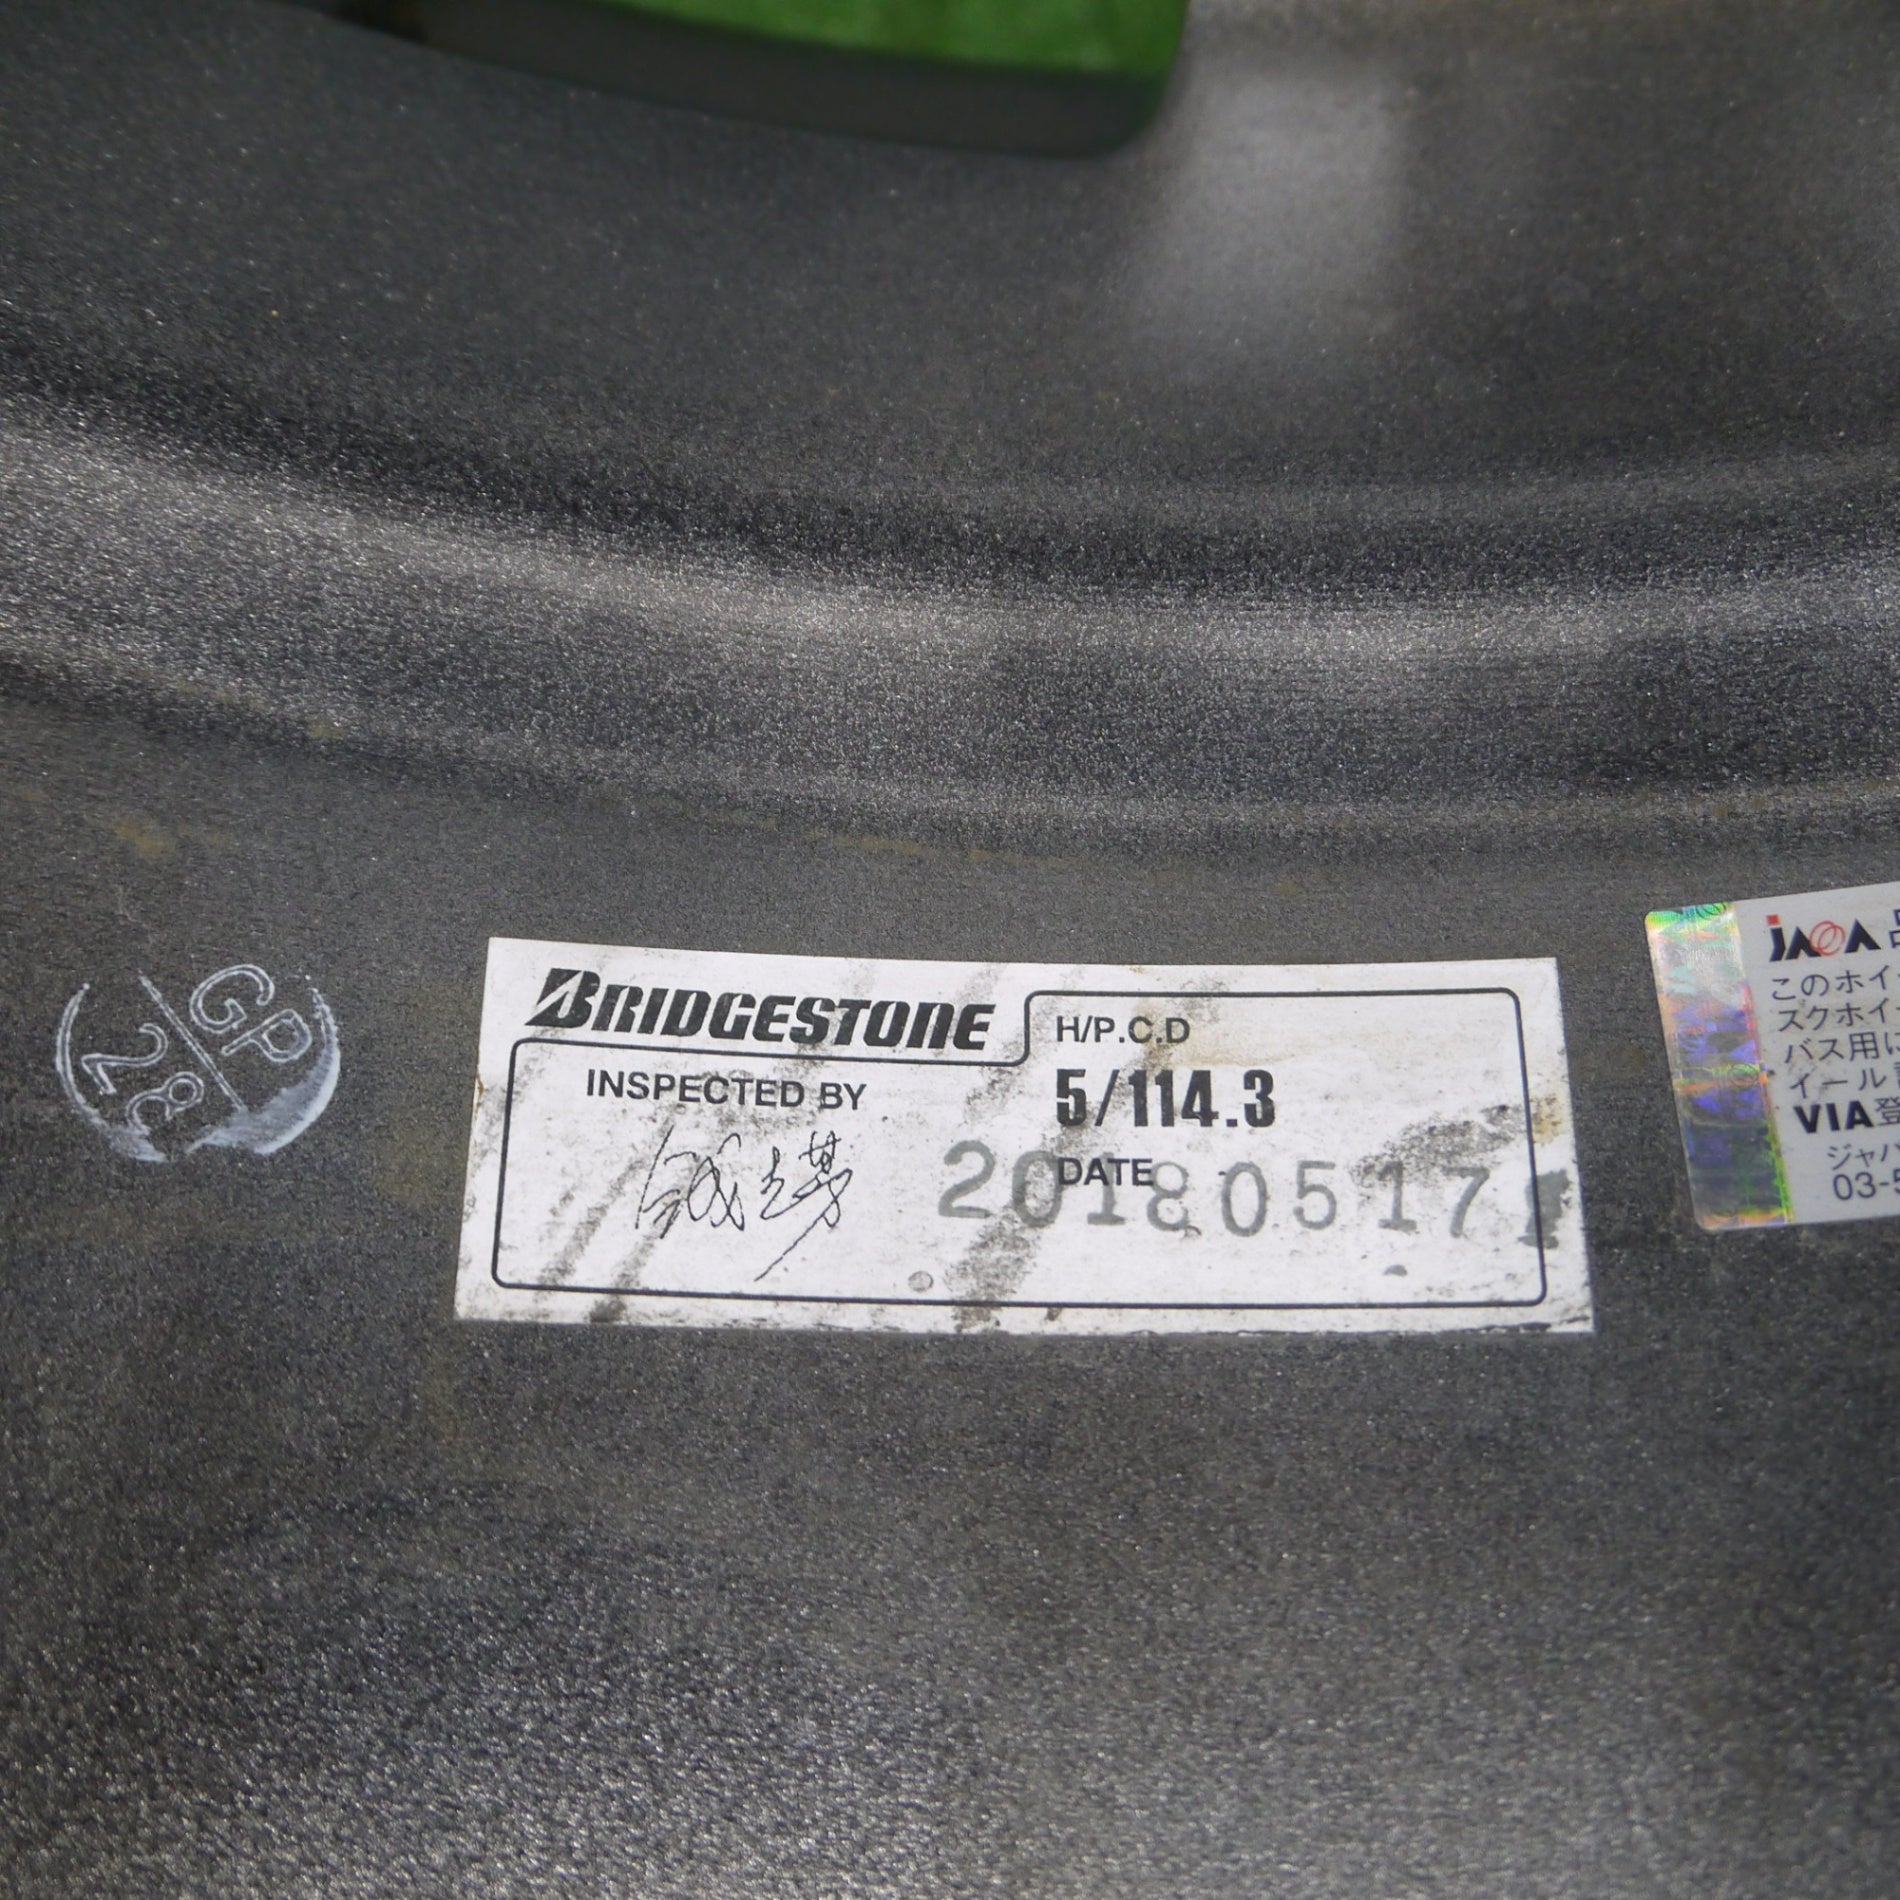 BRIDGESTONE
H/P.C.D
5/114.3
INSPECTED BY
DATE
20180517
GP
28
JAWA
このホイ
スクホイ
バス用に
イール
VIA登
ジャパ
03-5